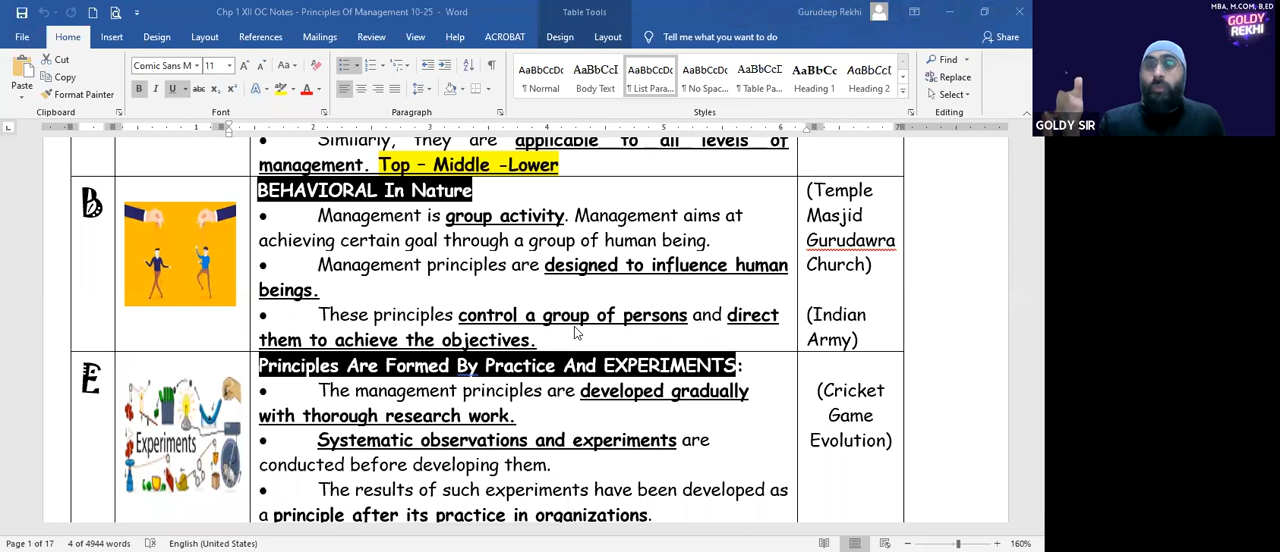 Chp 1 XII OC Notes - Principles Of Management 10-25 - Word
Table Tools
Gurudeep Rekhi
File Home Insert Design Layout References Mailings Review View Help ACROBAT Design Layout Tell me what you want to do Share
Cut
Copy
Format Painter
Paste
Clipboard
Comic Sans M 11
Font
Paragraph
AaBbCcDc AaBbCcI AaBbCcDc AaBbCcDc AaBbCcI AaBbCc AaBbCcl
¶ Normal Body Text ¶ List Para... ¶ No Spac... ¶ Table Pa... Heading 1 Heading 2
Styles
Find
Replace
Select
Editing
MBA, M.COM, B,ED
GOLDY
REKHI
GOLDY SIR
Similarly, they are applicable to all levels of
management. Top – Middle -Lower
B
BEHAVIORAL In Nature
• Management is group activity. Management aims at
achieving certain goal through a group of human being.
• Management principles are designed to influence human
beings.
• These principles control a group of persons and direct
them to achieve the objectives.
(Temple
Masjid
Gurudawra
Church)
(Indian
Army)
E
Experiments
Principles Are Formed By Practice And EXPERIMENTS:
• The management principles are developed gradually
with thorough research work.
• Systematic observations and experiments are
conducted before developing them.
• The results of such experiments have been developed as
a principle after its practice in organizations.
(Cricket
Game
Evolution)
Page 1 of 17 4 of 4944 words English (United States) 160%